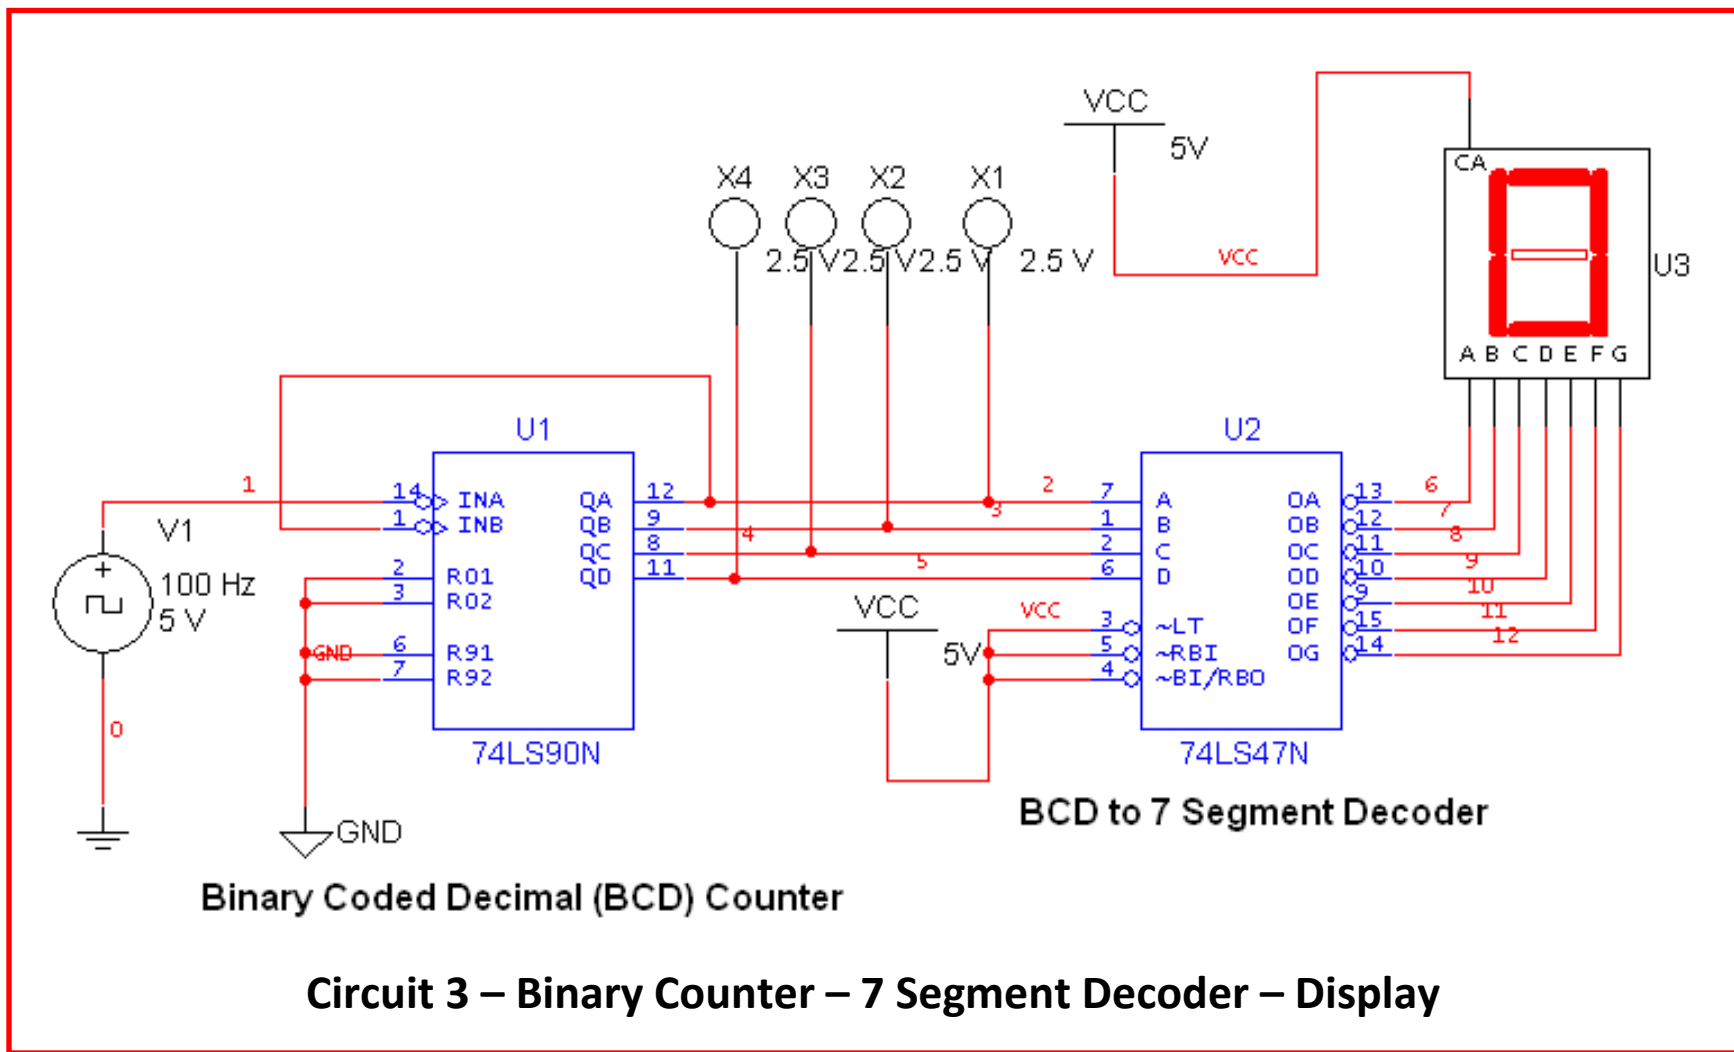 VCC
5V
CA
X4 X3 X2 X1
2.5 V 2.5 V 2.5 V 2.5 V
VCC
U3
A B C D E F G
U1
U2
1
14 INA QA 12
2
7 A OA 13
6
1 INB QB 9
3
1 B OB 12
7
V1
QC 8
4
2 C OC 11
8
100 Hz
5 V
2 R01 QD 11
5
6 D OD 10
9
3 R02
VCC
VCC
OE 9
10
5V
3 ~LT OF 15
11
GND
6 R91
5 ~RBI OG 14
12
7 R92
4 ~BI/RBO
0
74LS90N
74LS47N
GND
BCD to 7 Segment Decoder
Binary Coded Decimal (BCD) Counter
Circuit 3 – Binary Counter – 7 Segment Decoder – Display